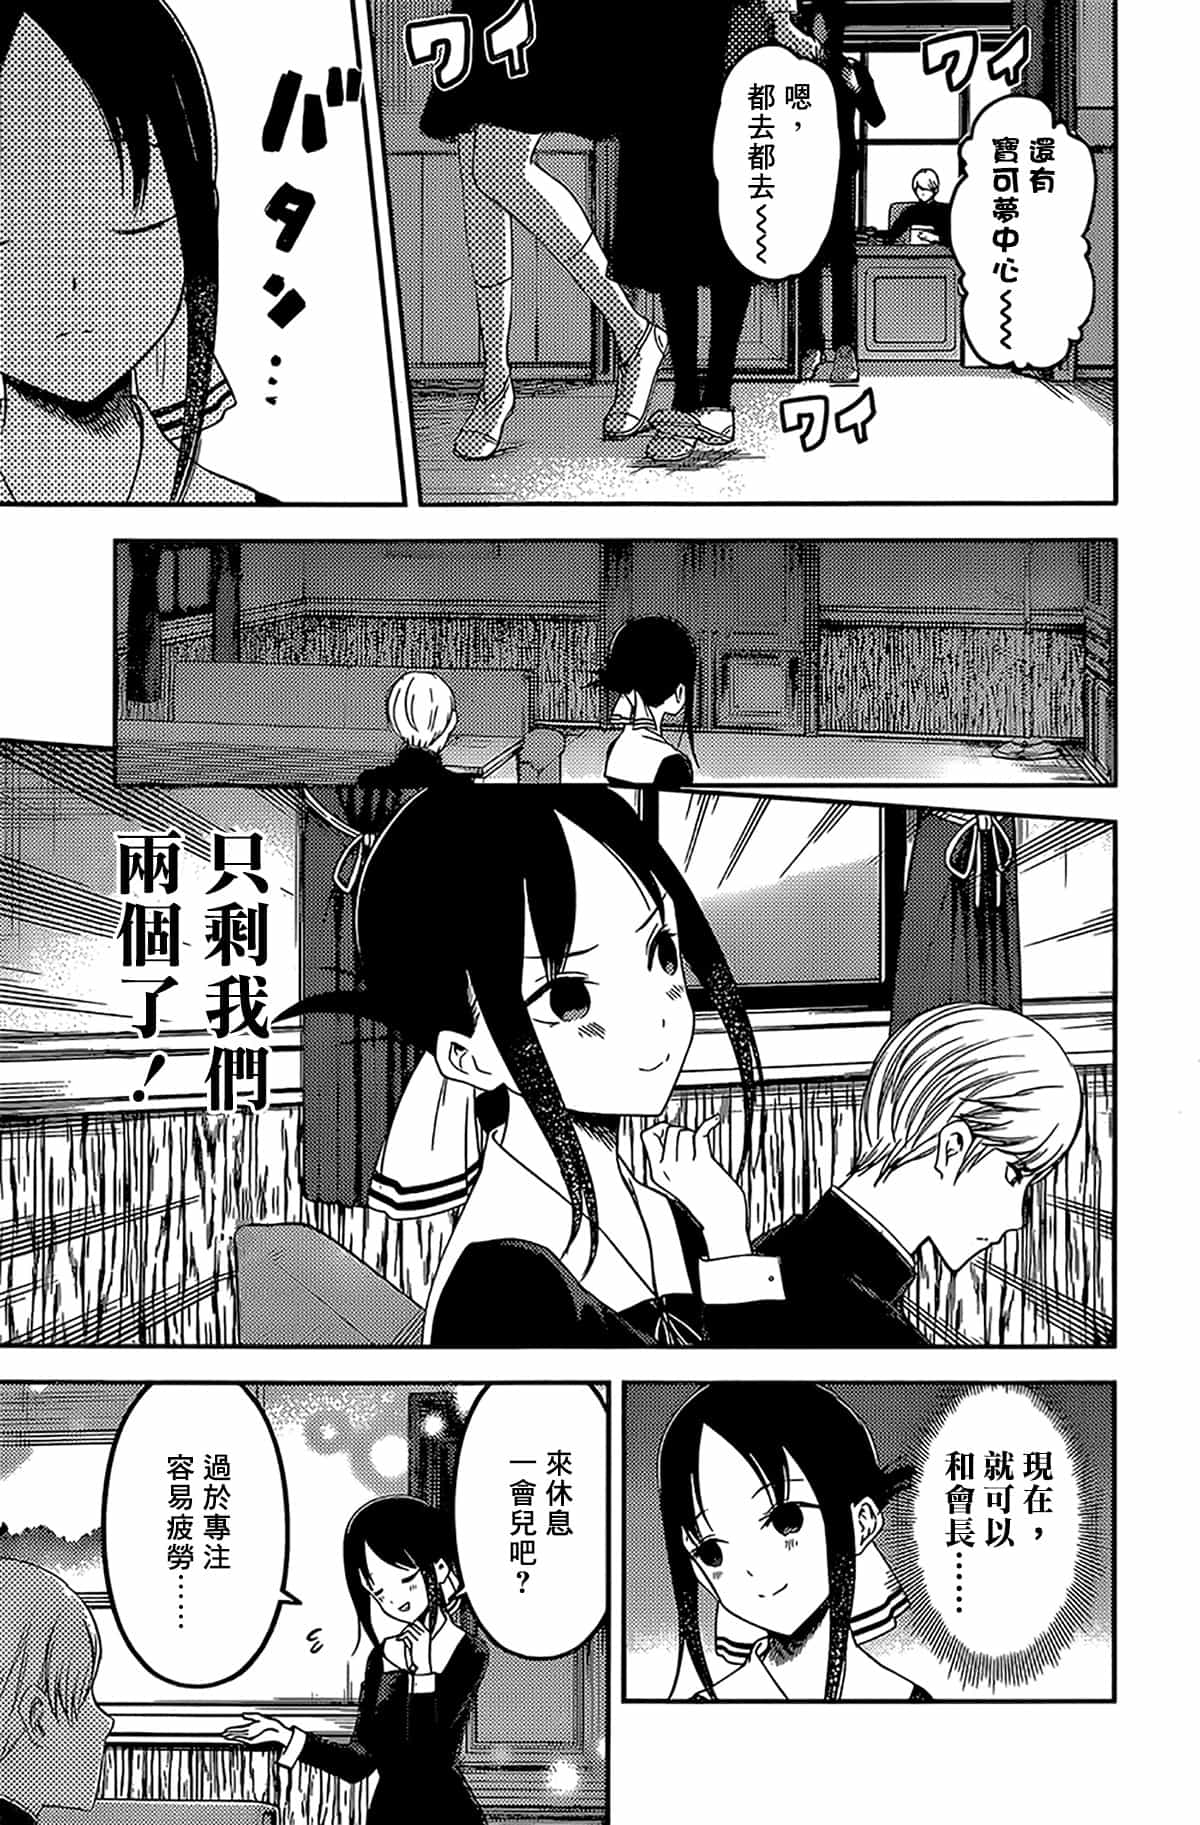 ワイ
還有
寶可夢中心～～
ワイ
嗯，
都去都去～～
ワイ
バタン…
只剩我們
兩個了！
現在，
就可以
和會長……
來休息
一會兒吧？
過於專注
容易疲勞……